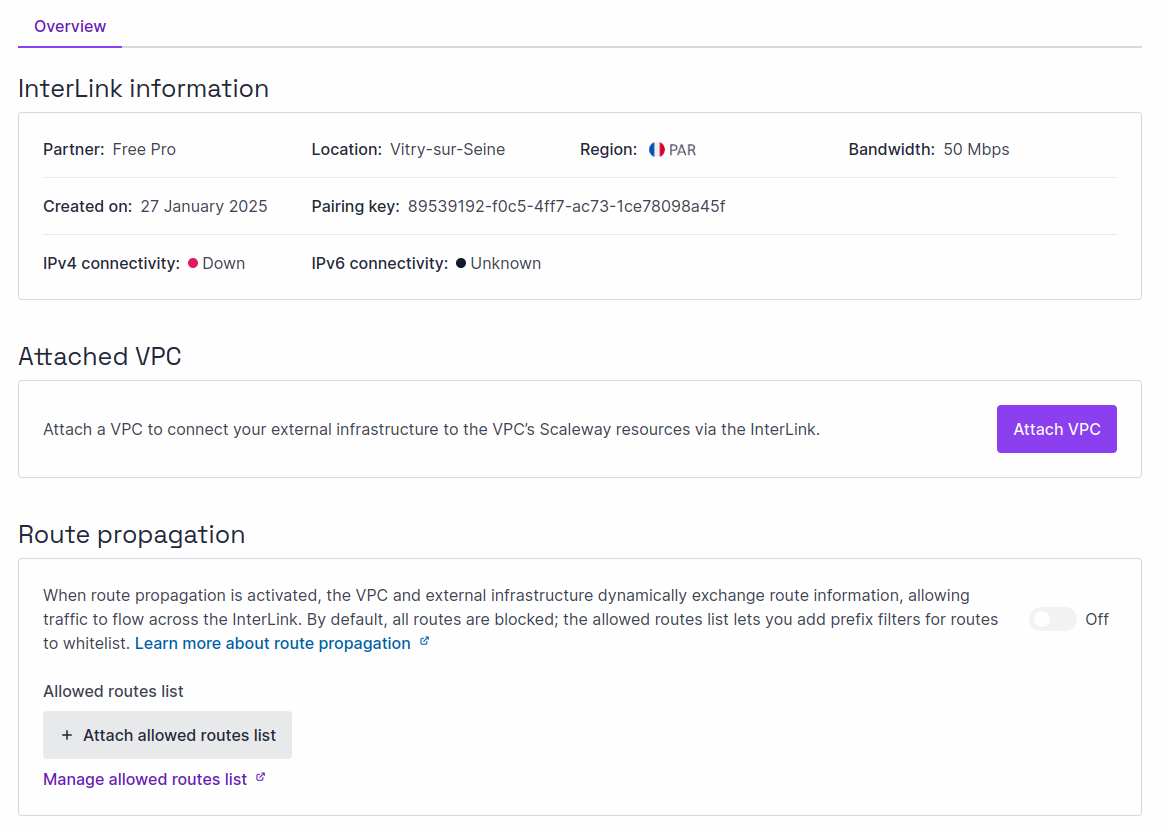 Overview
InterLink information
Partner: Free Pro
Location: Vitry-sur-Seine
Region: PAR
Bandwidth: 50 Mbps
Created on: 27 January 2025
Pairing key: 89539192-f0c5-4ff7-ac73-1ce78098a45f
IPv4 connectivity: Down
IPv6 connectivity: Unknown
Attached VPC
Attach a VPC to connect your external infrastructure to the VPC’s Scaleway resources via the InterLink.
Attach VPC
Route propagation
When route propagation is activated, the VPC and external infrastructure dynamically exchange route information, allowing
traffic to flow across the InterLink. By default, all routes are blocked; the allowed routes list lets you add prefix filters for routes
to whitelist. Learn more about route propagation
Off
Allowed routes list
+ Attach allowed routes list
Manage allowed routes list